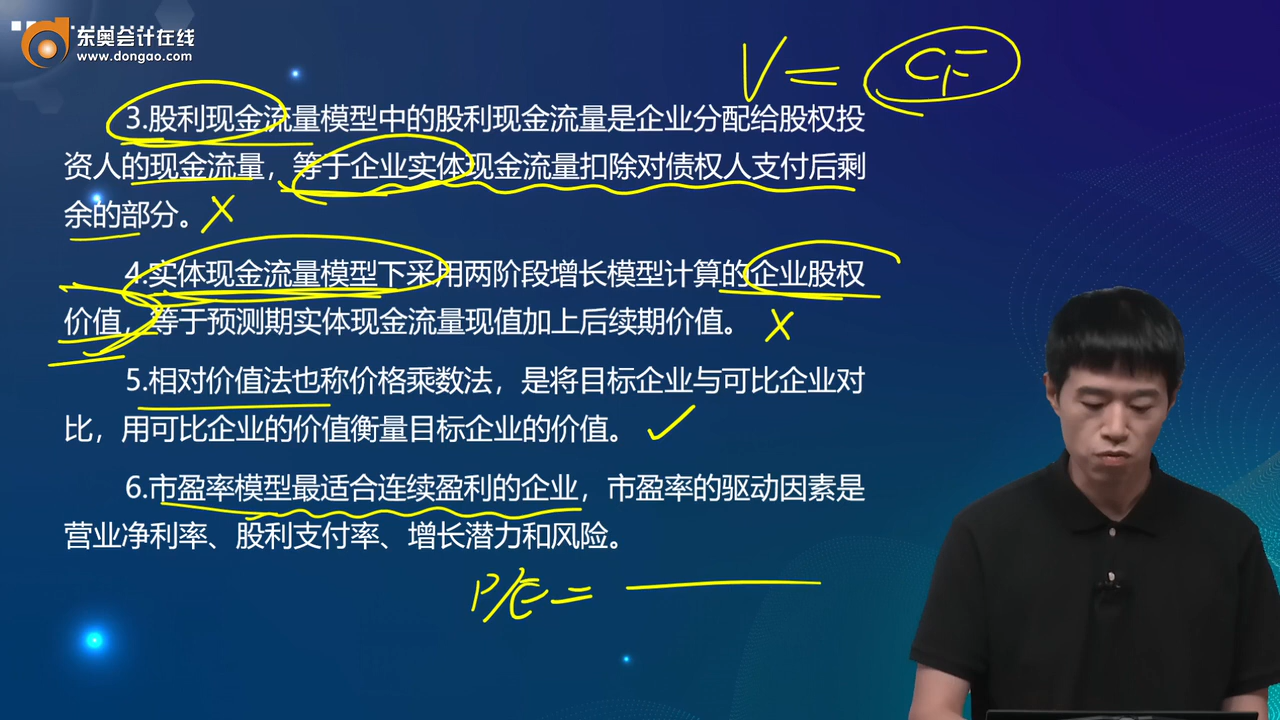 东奥会计在线
www.dongao.com
V = CF
3.股利现金流量模型中的股利现金流量是企业分配给股权投
资人的现金流量，等于企业实体现金流量扣除对债权人支付后剩
余的部分。
4.实体现金流量模型下采用两阶段增长模型计算的企业股权
价值，等于预测期实体现金流量现值加上后续期价值。
5.相对价值法也称价格乘数法，是将目标企业与可比企业对
比，用可比企业的价值衡量目标企业的价值。
6.市盈率模型最适合连续盈利的企业，市盈率的驱动因素是
营业净利率、股利支付率、增长潜力和风险。
P/E =